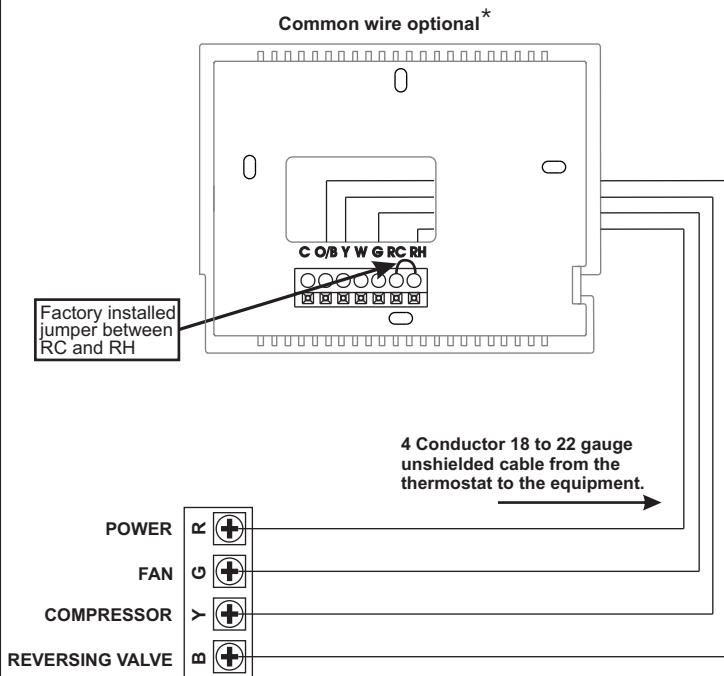 Common wire optional*
C O/B Y W G RC RH
Factory installed
jumper between
RC and RH
4 Conductor 18 to 22 gauge
unshielded cable from the
thermostat to the equipment.
POWER R
FAN G
COMPRESSOR Y
REVERSING VALVE B